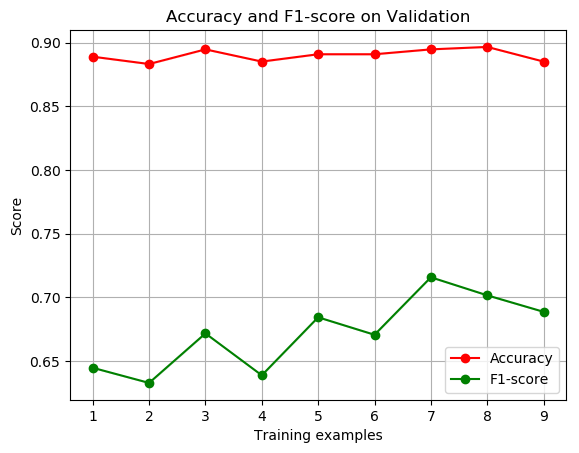 Accuracy and F1-score on Validation
0.90
0.85
0.80
0.75
0.70
0.65
Score
1 2 3 4 5 6 7 8 9
Training examples
Accuracy
F1-score